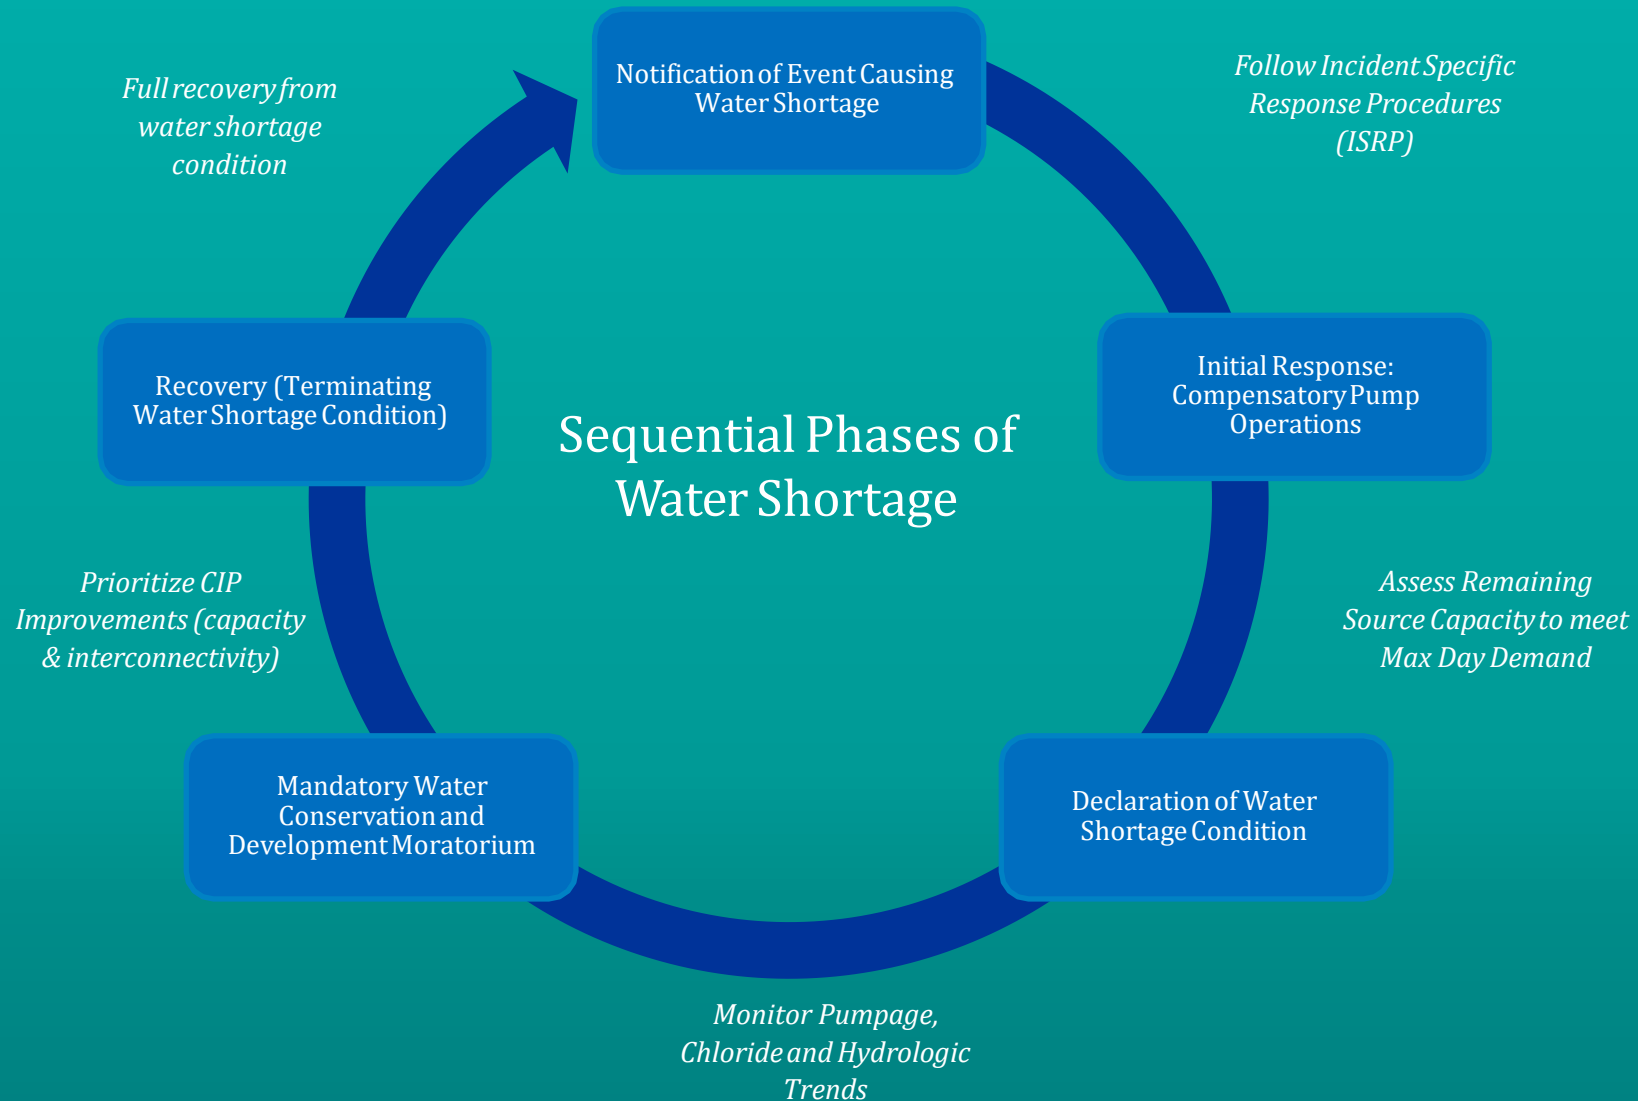 Notification of Event Causing
Water Shortage
Follow Incident Specific
Response Procedures
(ISRP)
Initial Response:
Compensatory Pump
Operations
Assess Remaining
Source Capacity to meet
Max Day Demand
Declaration of Water
Shortage Condition
Monitor Pumpage,
Chloride and Hydrologic
Trends
Mandatory Water
Conservation and
Development Moratorium
Prioritize CIP
Improvements (capacity
& interconnectivity)
Recovery (Terminating
Water Shortage Condition)
Full recovery from
water shortage
condition
Sequential Phases of
Water Shortage